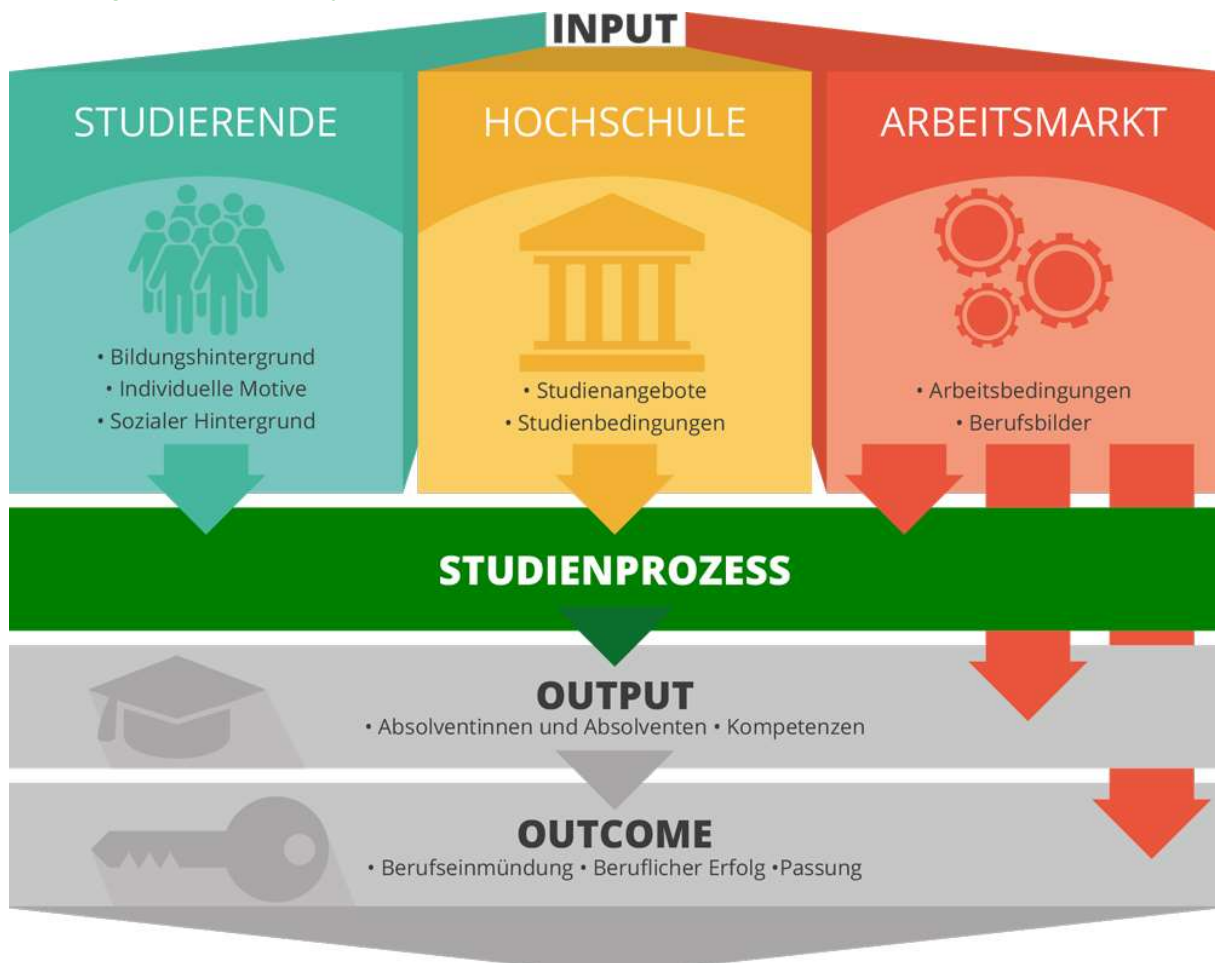 INPUT
STUDIERENDE
• Bildungshintergrund
• Individuelle Motive
• Sozialer Hintergrund
HOCHSCHULE
• Studienangebote
• Studienbedingungen
ARBEITSMARKT
• Arbeitsbedingungen
• Berufsbilder
STUDIENPROZESS
OUTPUT
• Absolventinnen und Absolventen • Kompetenzen
OUTCOME
• Berufseinmündung • Beruflicher Erfolg •Passung